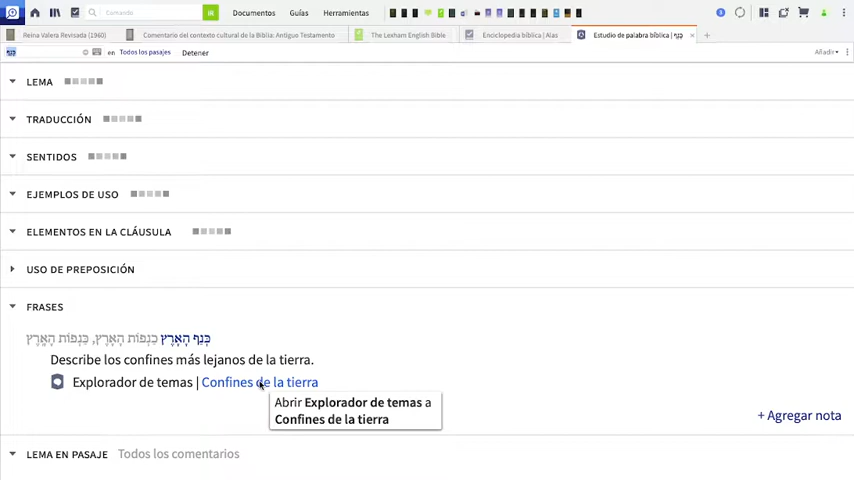 Comando
IR
Documentos
Guías
Herramientas
3
Reina Valera Revisada (1960)
Comentario del contexto cultural de la Biblia: Antiguo Testamento
The Lexham English Bible
Enciclopedia bíblica | Alas
Estudio de palabra bíblica | כָּנָף
כָּנָף
en Todos los pasajes
Detener
Añadir
LEMA
TRADUCCIÓN
SENTIDOS
EJEMPLOS DE USO
ELEMENTOS EN LA CLÁUSULA
USO DE PREPOSICIÓN
FRASES
כְּנַף הָאָרֶץ כַנְפוֹת הָאָרֶץ, כַּנְפוֹת הָאָרֶץ
Describe los confines más lejanos de la tierra.
Explorador de temas | Confines de la tierra
Abrir Explorador de temas a
Confines de la tierra
+ Agregar nota
LEMA EN PASAJE Todos los comentarios